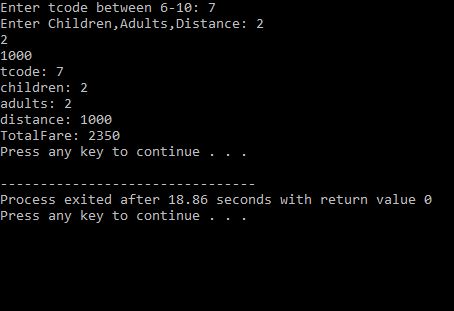 Enter tcode between 6-10: 7
Enter Children,Adults,Distance: 2
2
1000
tcode: 7
children: 2
adults: 2
distance: 1000
TotalFare: 2350
Press any key to continue . . .
--------------------------------
Process exited after 18.86 seconds with return value 0
Press any key to continue . . .